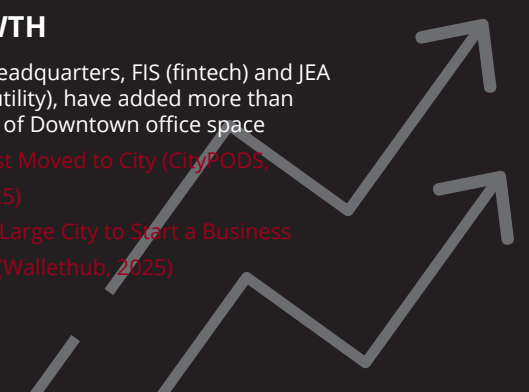 WTH
eadquarters, FIS (fintech) and JEA
utility), have added more than
of Downtown office space
st Moved to City (CityPODS,
5)
Large City to Start a Business
(Wallethub, 2025)